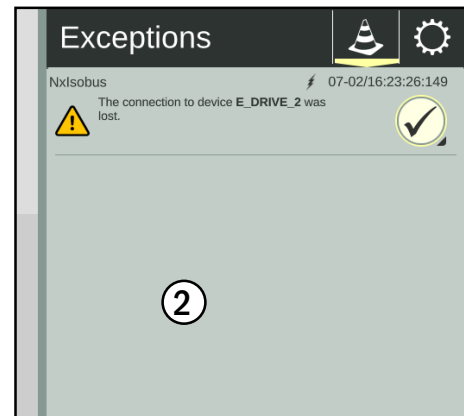 Exceptions
NxIsobus 07-02/16:23:26:149
The connection to device E_DRIVE_2 was
lost.
2